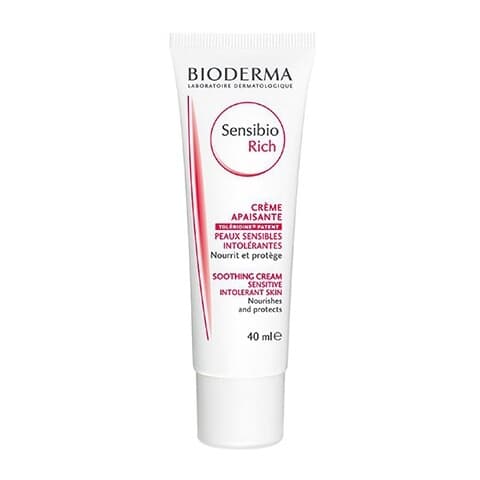 BIODERMA
LABORATOIRE DERMATOLOGIQUE
Sensibio
Rich
CRÈME
APAISANTE
TOLÉRIDINE® PATENT
PEAUX SENSIBLES
INTOLÉRANTES
Nourrit et protège
SOOTHING CREAM
SENSITIVE
INTOLERANT SKIN
Nourishes
and protects
40 ml℮